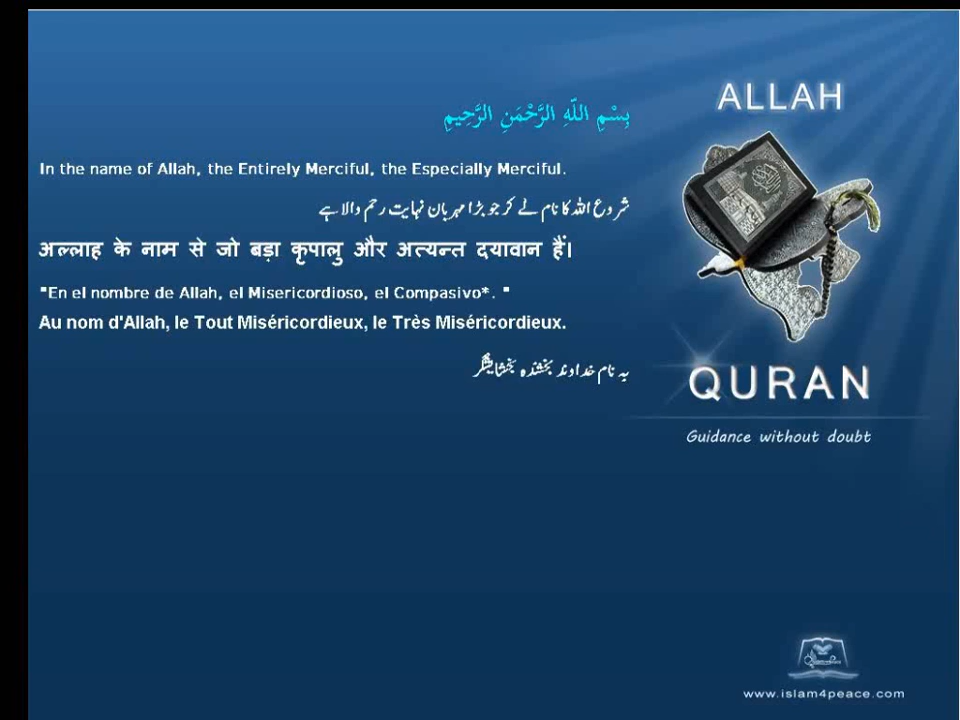 بِسْمِ اللَّهِ الرَّحْمَنِ الرَّحِيمِ
In the name of Allah, the Entirely Merciful, the Especially Merciful.
شروع اللہ کا نام لے کر جو بڑا مہربان نہایت رحم والا ہے
अल्लाह के नाम से जो बड़ा कृपालु और अत्यन्त दयावान हैं।
"En el nombre de Allah, el Misericordioso, el Compasivo*. "
Au nom d'Allah, le Tout Miséricordieux, le Très Miséricordieux.
به نام خداوند بخشنده بخشایشگر
ALLAH
QURAN
Guidance without doubt
www.islam4peace.com